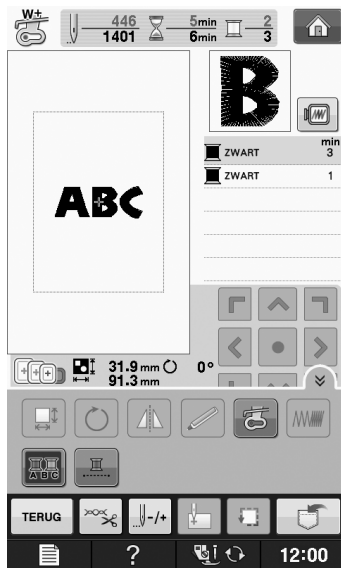 W+
446 5min 2
1401 6min 3
B
min
ZWART 3
ZWART 1
ABC
31.9 mm 0°
91.3 mm
ABC
TERUG -/+
? 12:00